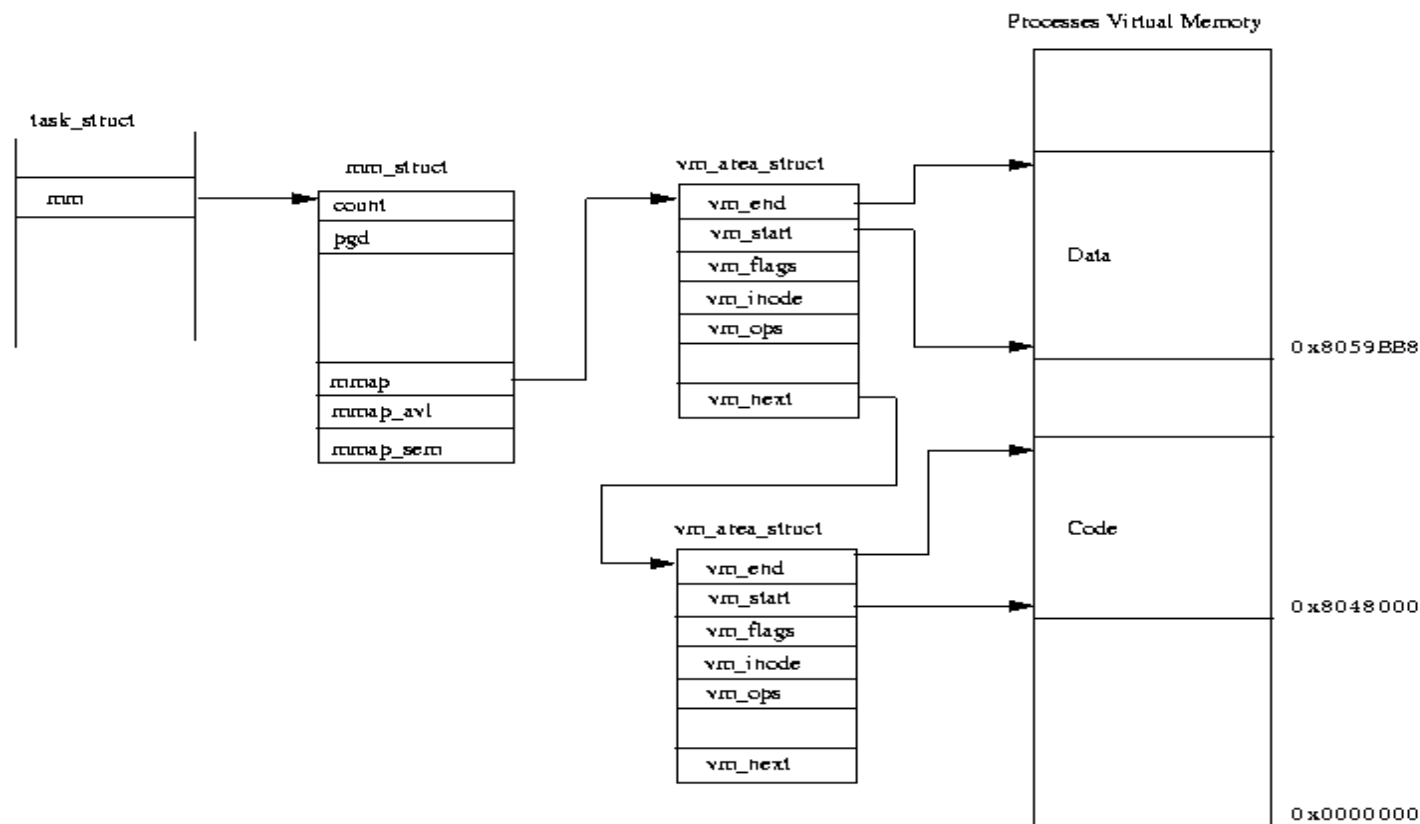 Processes Virtual Memory
task_struct
mm
mm_struct
count
pgd
mmap
mmap_avl
mmap_sem
vm_area_struct
vm_end
vm_start
vm_flags
vm_inode
vm_ops
vm_next
vm_area_struct
vm_end
vm_start
vm_flags
vm_inode
vm_ops
vm_next
Data
0x8059BB8
Code
0x8048000
0x0000000